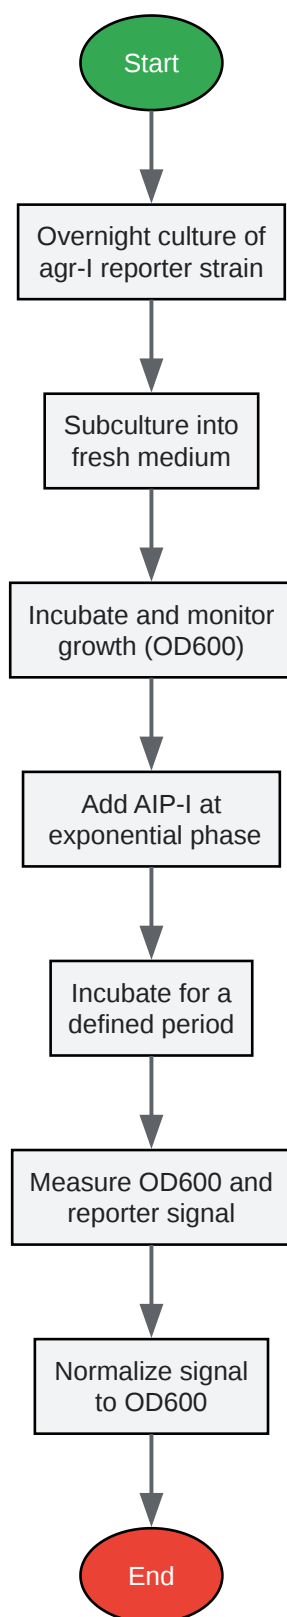 Start
Overnight culture of
agr-I reporter strain
Subculture into
fresh medium
Incubate and monitor
growth (OD600)
Add AIP-I at
exponential phase
Incubate for a
defined period
Measure OD600 and
reporter signal
Normalize signal
to OD600
End